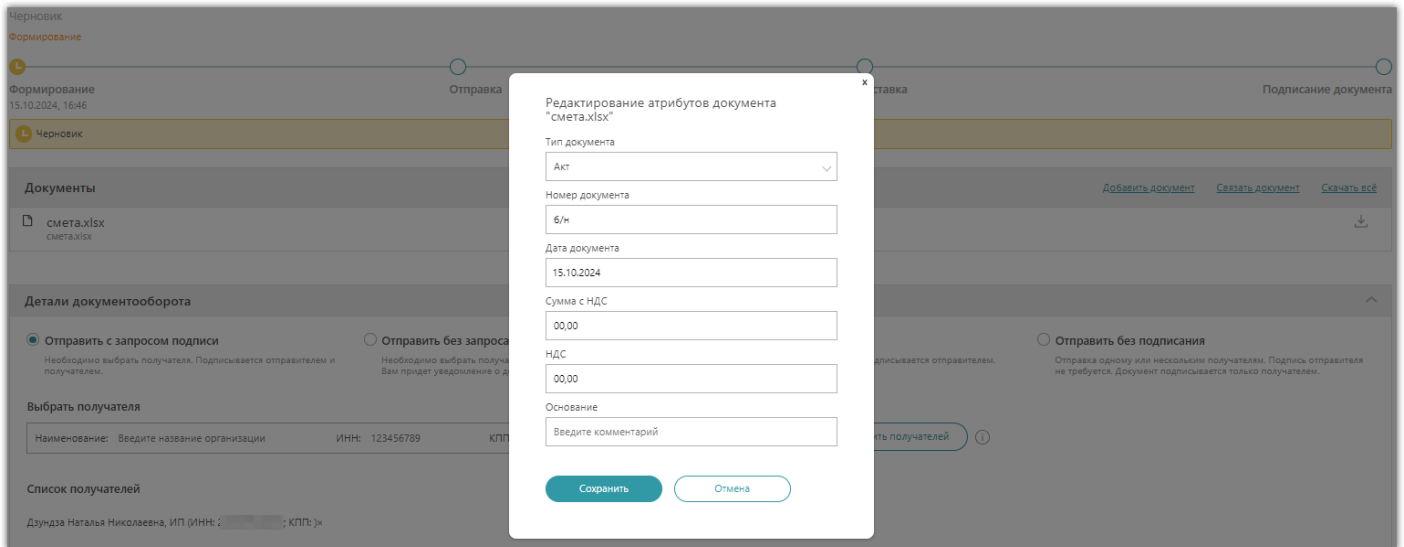 Черновик
Формирование
Формирование
Отправка
ставка
Подписание документа
15.10.2024, 16:46
Черновик
Документы
Добавить документ
Связать документ
Скачать всё
смета.xlsx
смета.xlsx
Детали документооборота
Отправить с запросом подписи
Необходимо выбрать получателя. Подписывается отправителем и
получателем.
Отправить без запроса
Необходимо выбрать получа
Вам придет уведомление о д
дписывается отправителем.
Отправить без подписания
Отправка одному или нескольким получателям. Подпись отправителя
не требуется. Документ подписывается только получателем.
Выбрать получателя
Наименование: Введите название организации
ИНН: 123456789
КПП
ить получателей
Список получателей
Дзундза Наталья Николаевна, ИП (ИНН: 2 ; КПП: )×
x
Редактирование атрибутов документа
"смета.xlsx"
Тип документа
Акт
Номер документа
б/н
Дата документа
15.10.2024
Сумма с НДС
00,00
НДС
00,00
Основание
Введите комментарий
Сохранить
Отмена